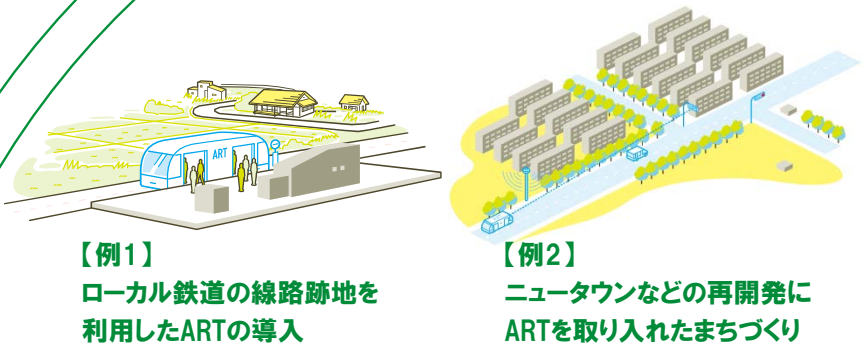 ART
【例1】
ローカル鉄道の線路跡地を
利用したARTの導入
【例2】
ニュータウンなどの再開発に
ARTを取り入れたまちづくり